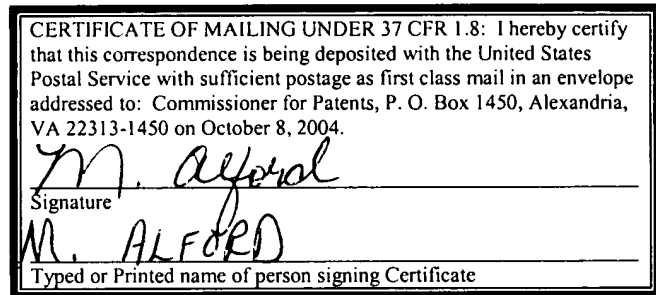 CERTIFICATE OF MAILING UNDER 37 CFR 1.8: I hereby certify
that this correspondence is being deposited with the United States
Postal Service with sufficient postage as first class mail in an envelope
addressed to: Commissioner for Patents, P. O. Box 1450, Alexandria,
VA 22313-1450 on October 8, 2004.
M. Alford
Signature
M. ALFORD
Typed or Printed name of person signing Certificate